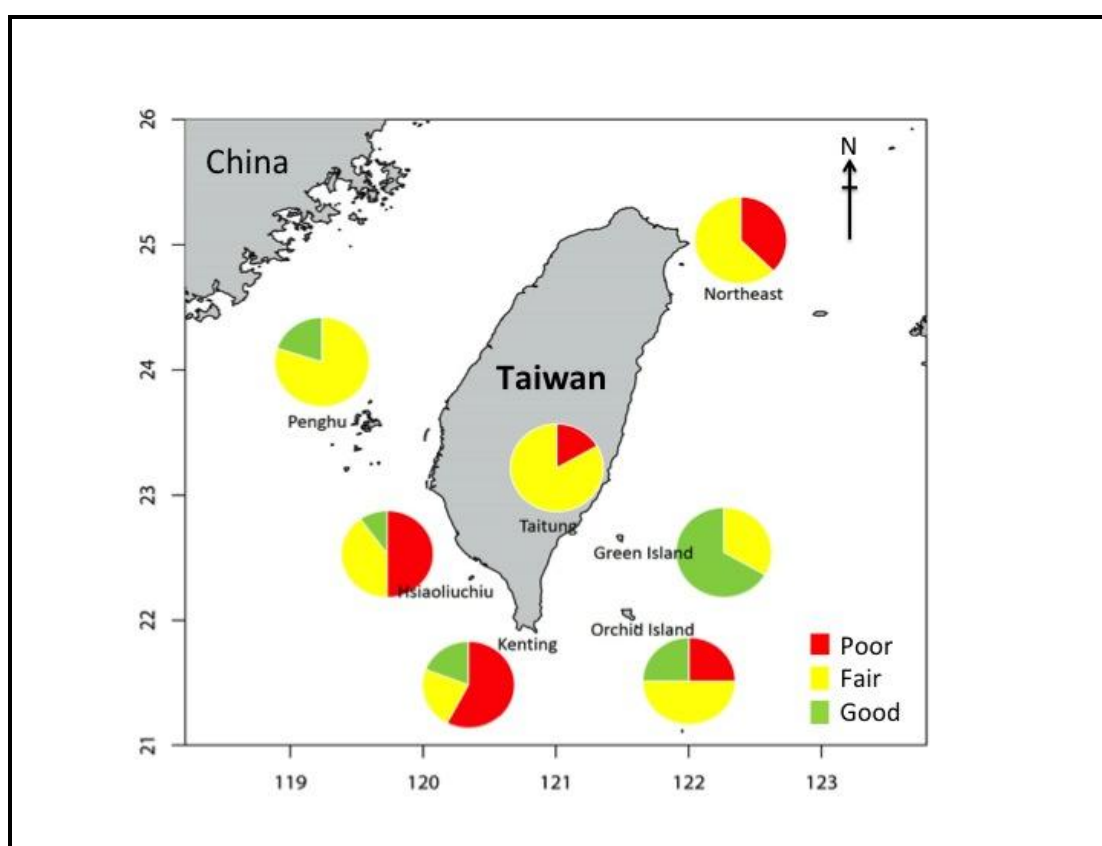 26
China
N
25
Northeast
24
Taiwan
Penghu
23
Taitung
Green Island
Hsiaoliuchiu
22
Orchid Island
Kenting
Poor
Fair
Good
21
119 120 121 122 123